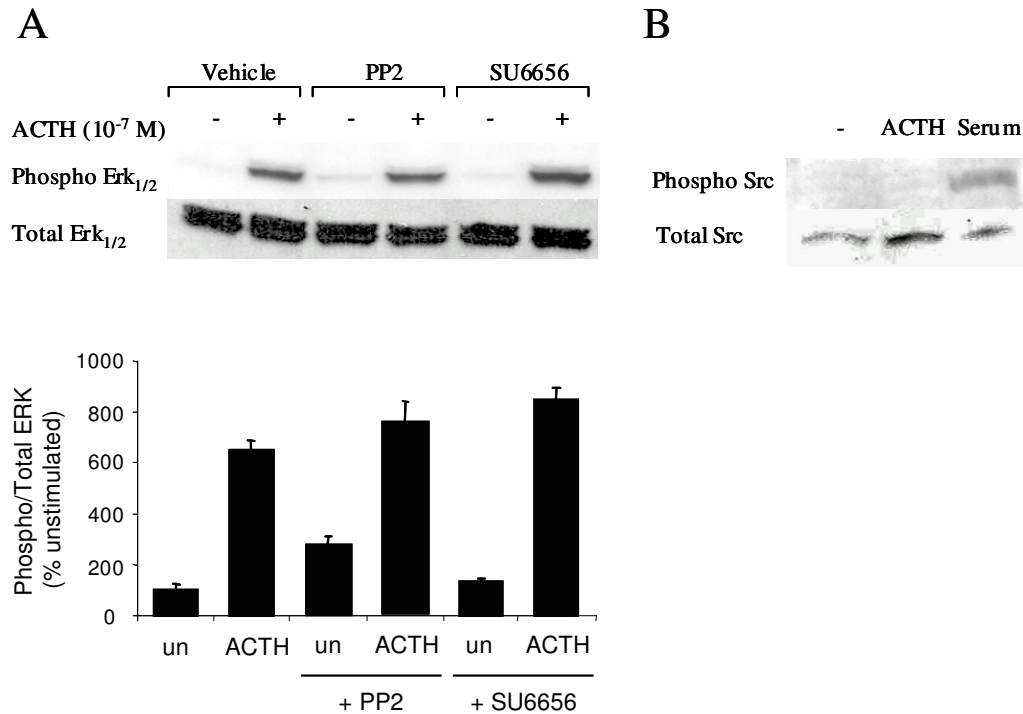 A
B
Vehicle PP2 SU6656
ACTH (10⁻⁷ M) - + - + - +
Phospho Erk₁/₂
Total Erk₁/₂
- ACTH Serum
Phospho Src
Total Src
Phospho/Total ERK
(% unstimulated)
1000
800
600
400
200
0
un ACTH un ACTH un ACTH
+ PP2 + SU6656